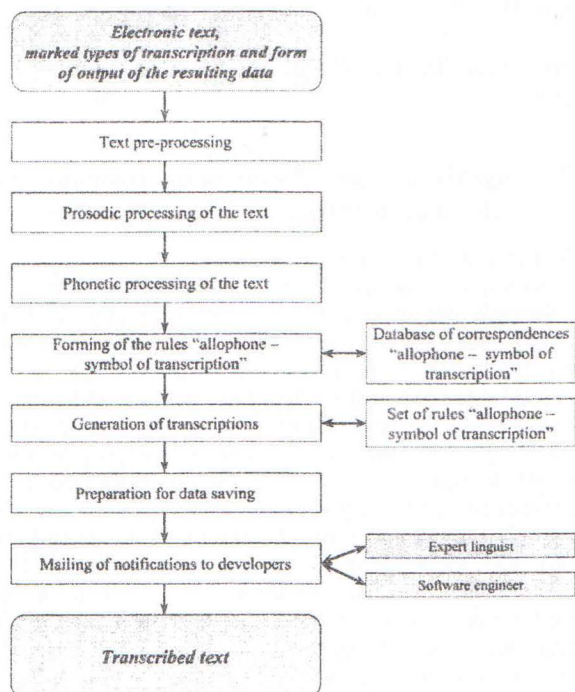 Electronic text,
marked types of transcription and form
of output of the resulting data
Text pre-processing
Prosodic processing of the text
Phonetic processing of the text
Forming of the rules “allophone –
symbol of transcription”
Database of correspondences
“allophone – symbol of
transcription”
Generation of transcriptions
Set of rules “allophone –
symbol of transcription”
Preparation for data saving
Mailing of notifications to developers
Expert linguist
Software engineer
Transcribed text